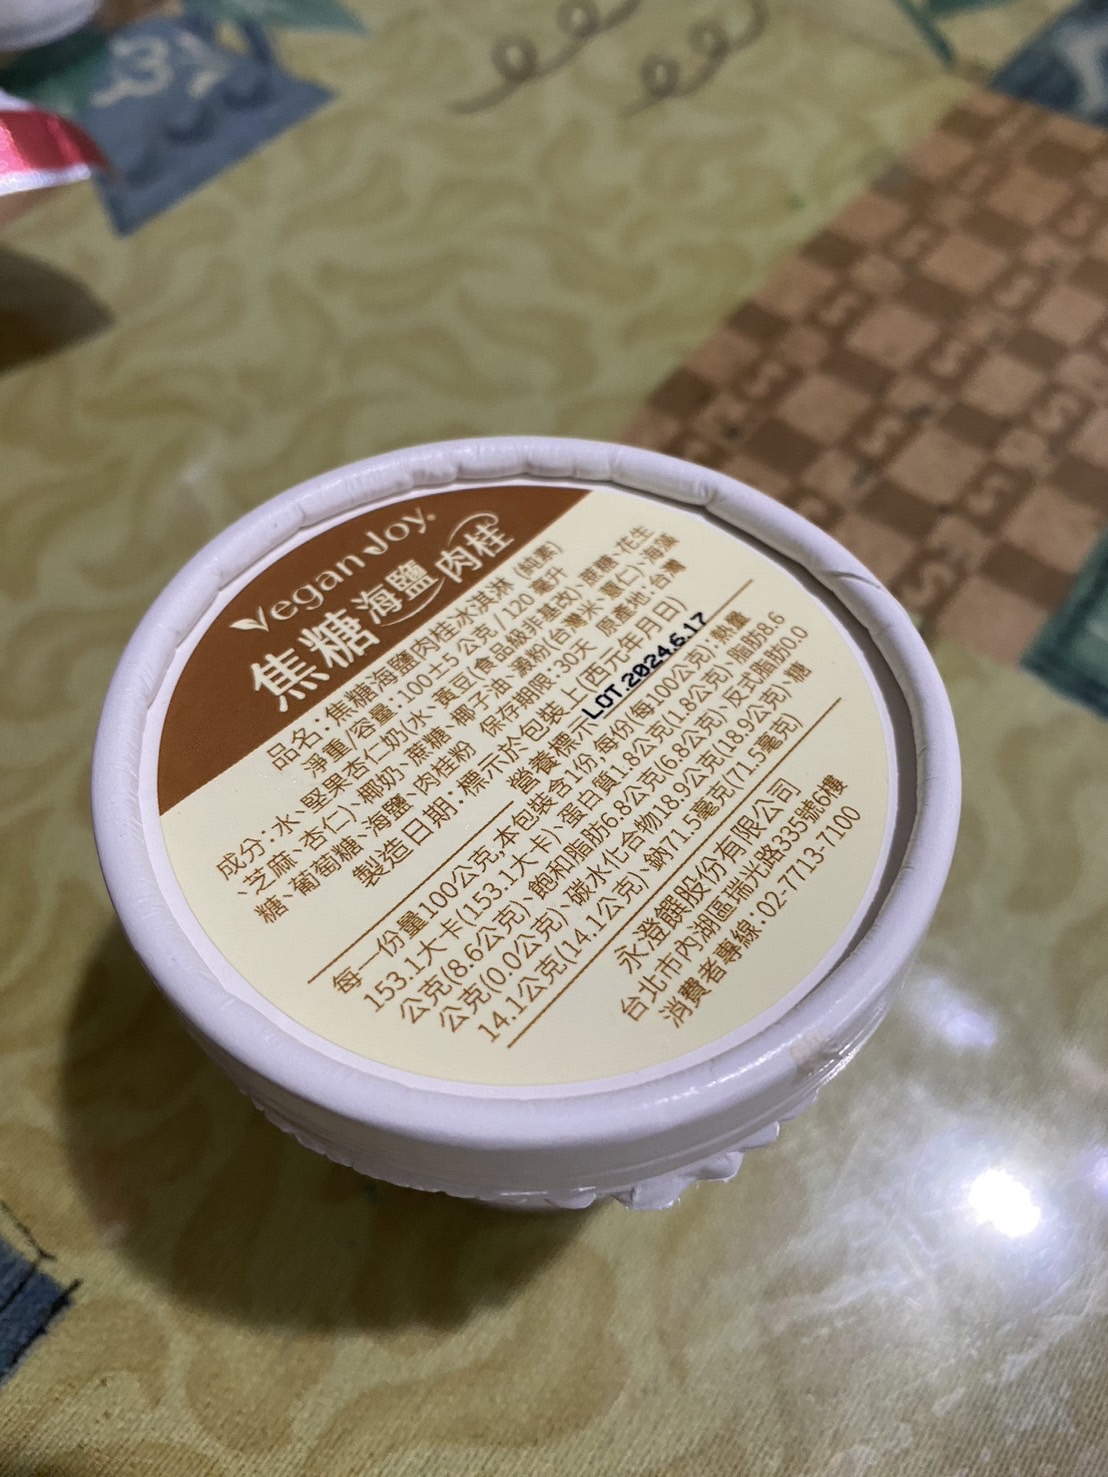 Vegan Joy
焦糖海鹽肉桂
品名:焦糖海鹽肉桂冰淇淋 (純素)
淨重/容量:100±5 公克 / 120 毫升
成分:水、堅果杏仁奶(水、黃豆(食品級非基改)、蔗糖、花生
、芝麻、杏仁)、椰奶、蔗糖、椰子油、澱粉(台灣米、薏仁)、海藻
糖、葡萄糖、海鹽、肉桂粉 保存期限:30天 原產地:台灣
製造日期:標示於包裝上(西元年月日)
LOT.2024.6.17
營養標示
每一份量100公克,本包裝含1份 每份(每100公克):熱量
153.1大卡(153.1大卡)、蛋白質1.8公克(1.8公克)、脂肪8.6
公克(8.6公克)、飽和脂肪6.8公克(6.8公克)、反式脂肪0.0
公克(0.0公克)、碳水化合物18.9公克(18.9公克)、糖
14.1公克(14.1公克)、鈉71.5毫克(71.5毫克)
永澄饌股份有限公司
台北市內湖區瑞光路335號6樓
消費者專線:02-7713-7100